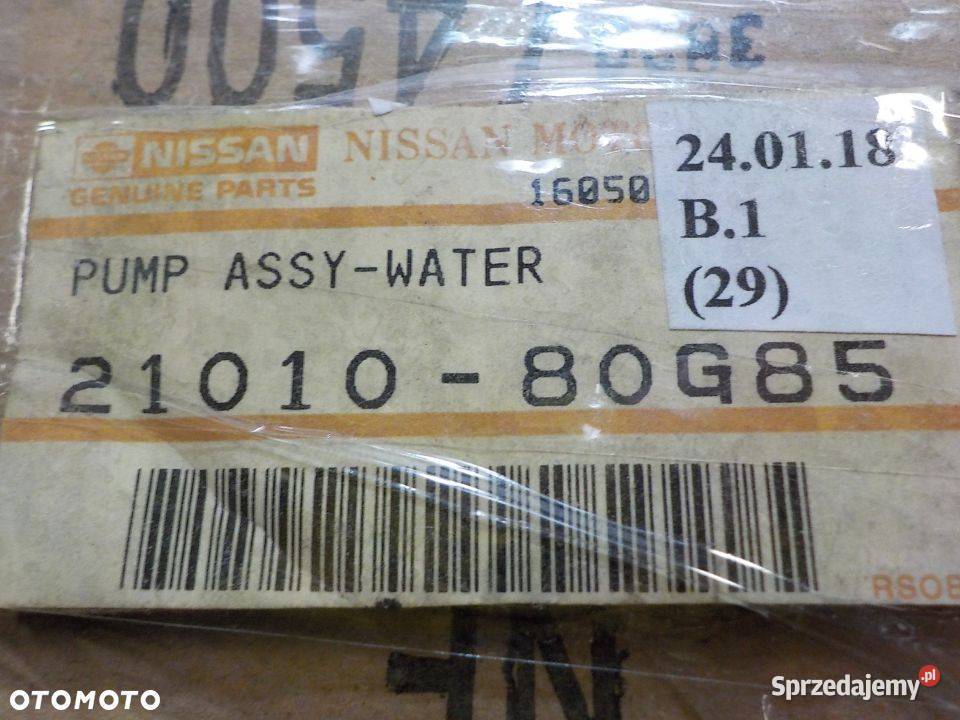 4500
NISSAN
GENUINE PARTS
NISSAN MOTO
16050
24.01.18
B.1
(29)
PUMP ASSY-WATER
21010-80G85
RSOB
OTOMOTO
Sprzedajemy.pl